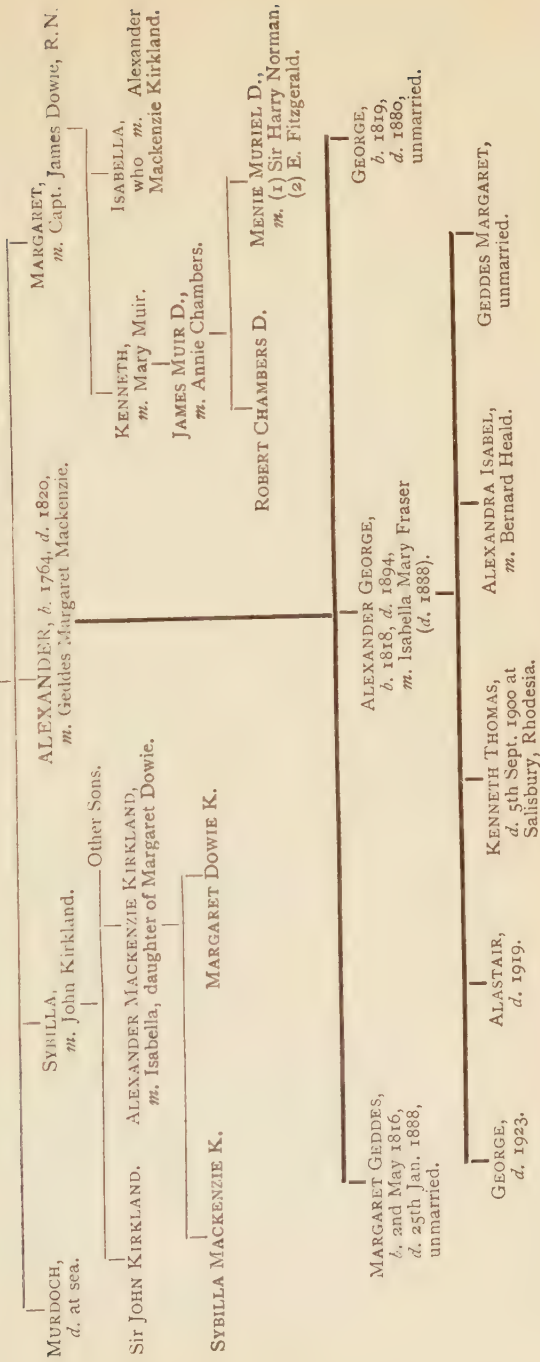 MURDOCH,
d. at sea.
SYBILLA,
m. John Kirkland.
ALEXANDER, b. 1764, d. 1820,
m. Geddes Margaret Mackenzie.
MARGARET,
m. Capt. James Dowie, R.N.
Sir JOHN KIRKLAND.
ALEXANDER MACKENZIE KIRKLAND,
m. Isabella, daughter of Margaret Dowie.
Other Sons.
KENNETH,
m. Mary Muir.
ISABELLA,
who m. Alexander
Mackenzie Kirkland.
JAMES MUIR D.,
m. Annie Chambers.
SYBILLA MACKENZIE K.
MARGARET DOWIE K.
ROBERT CHAMBERS D.
MENIE MURIEL D.,
m. (1) Sir Harry Norman,
(2) E. Fitzgerald.
MARGARET GEDDES,
b. 2nd May 1816,
d. 25th Jan. 1888,
unmarried.
ALEXANDER GEORGE,
b. 1818, d. 1894,
m. Isabella Mary Fraser
(d. 1888).
GEORGE,
b. 1819,
d. 1880,
unmarried.
GEORGE,
d. 1923.
ALASTAIR,
d. 1919.
KENNETH THOMAS,
d. 5th Sept. 1900 at
Salisbury, Rhodesia.
ALEXANDRA ISABEL,
m. Bernard Heald.
GEDDES MARGARET,
unmarried.